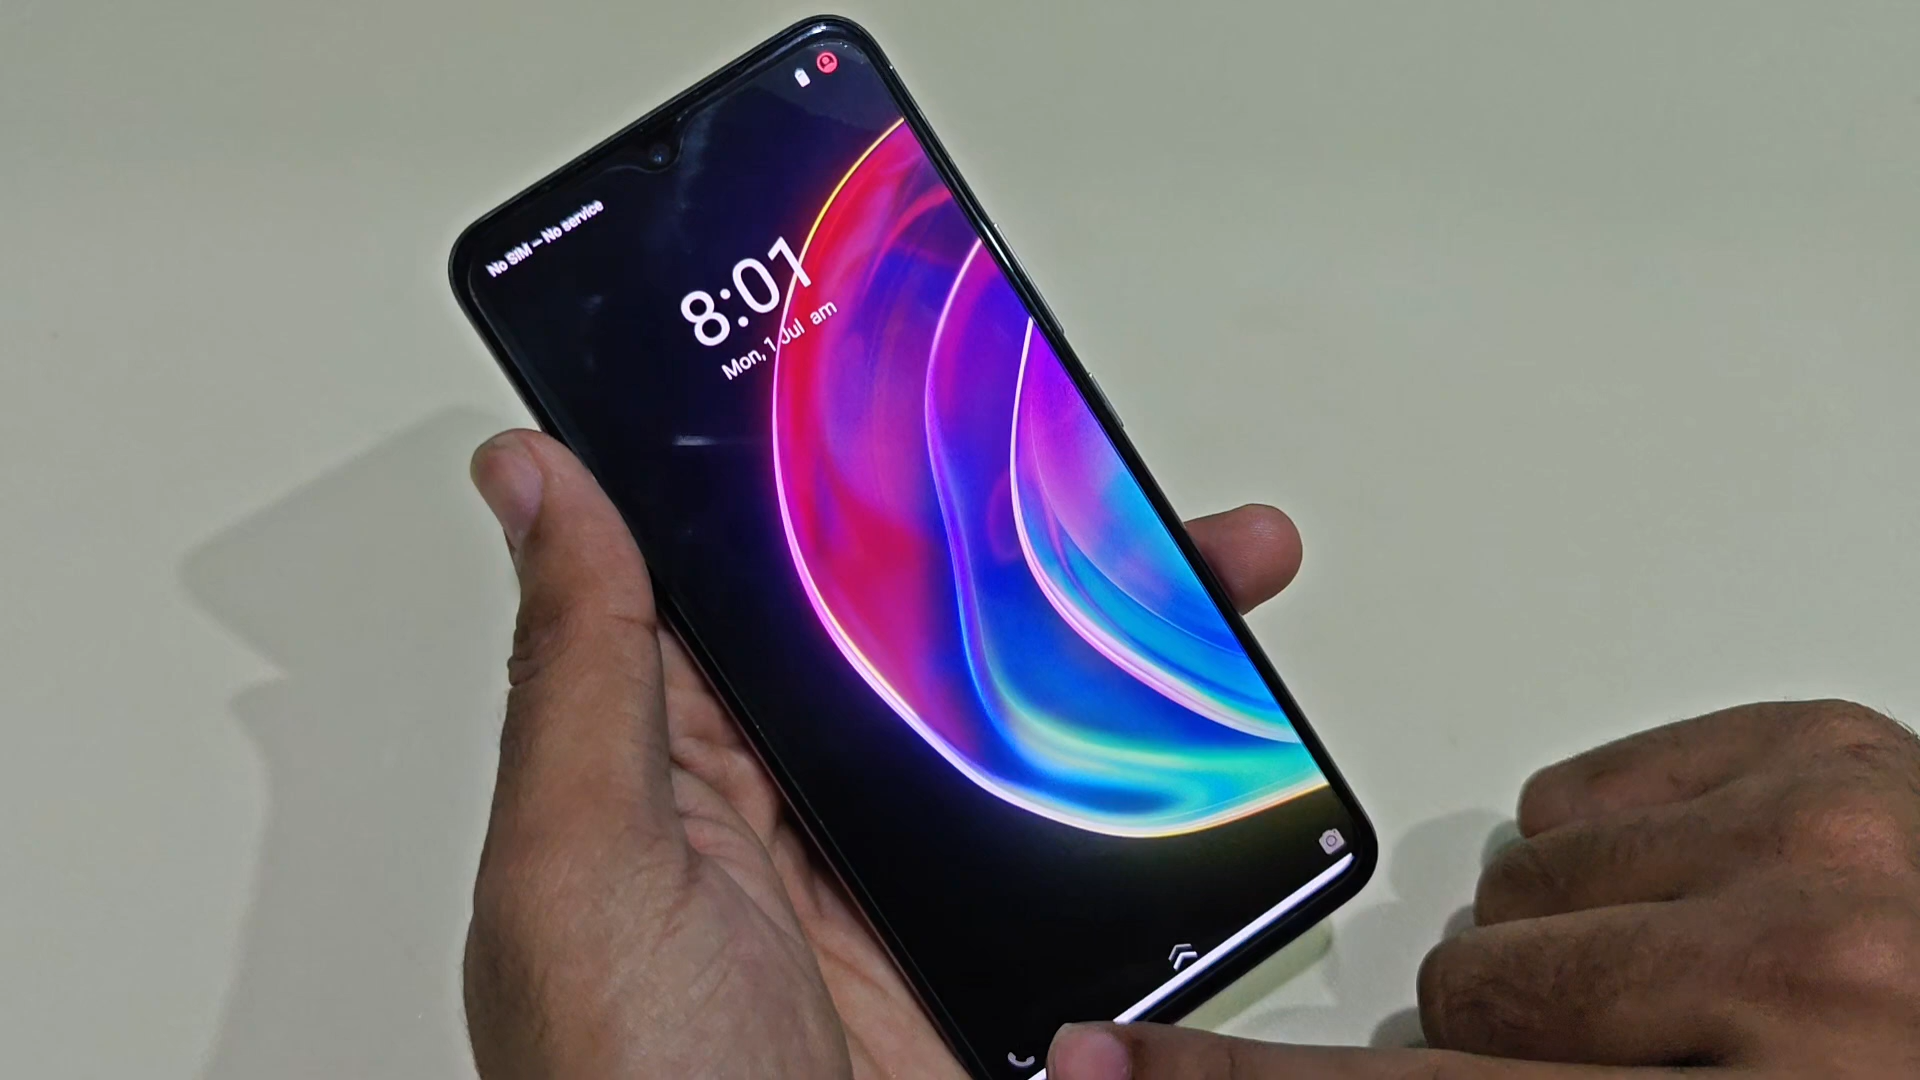 No SIM – No service
8:01
Mon, 1 Jul am